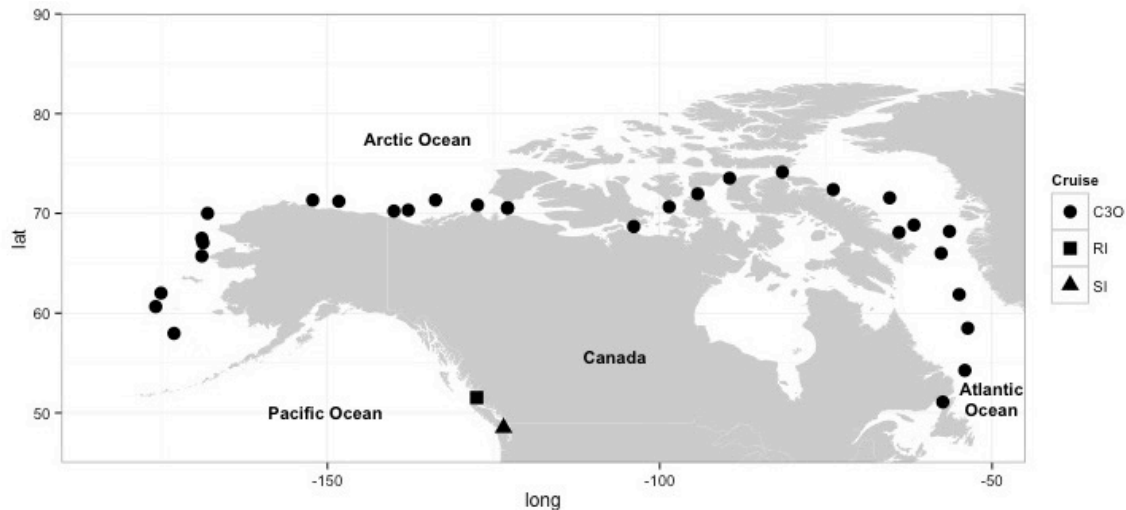 90
80
70
60
50
lat
Arctic Ocean
Canada
Pacific Ocean
Atlantic
Ocean
-150
-100
-50
long
Cruise
C3O
RI
SI